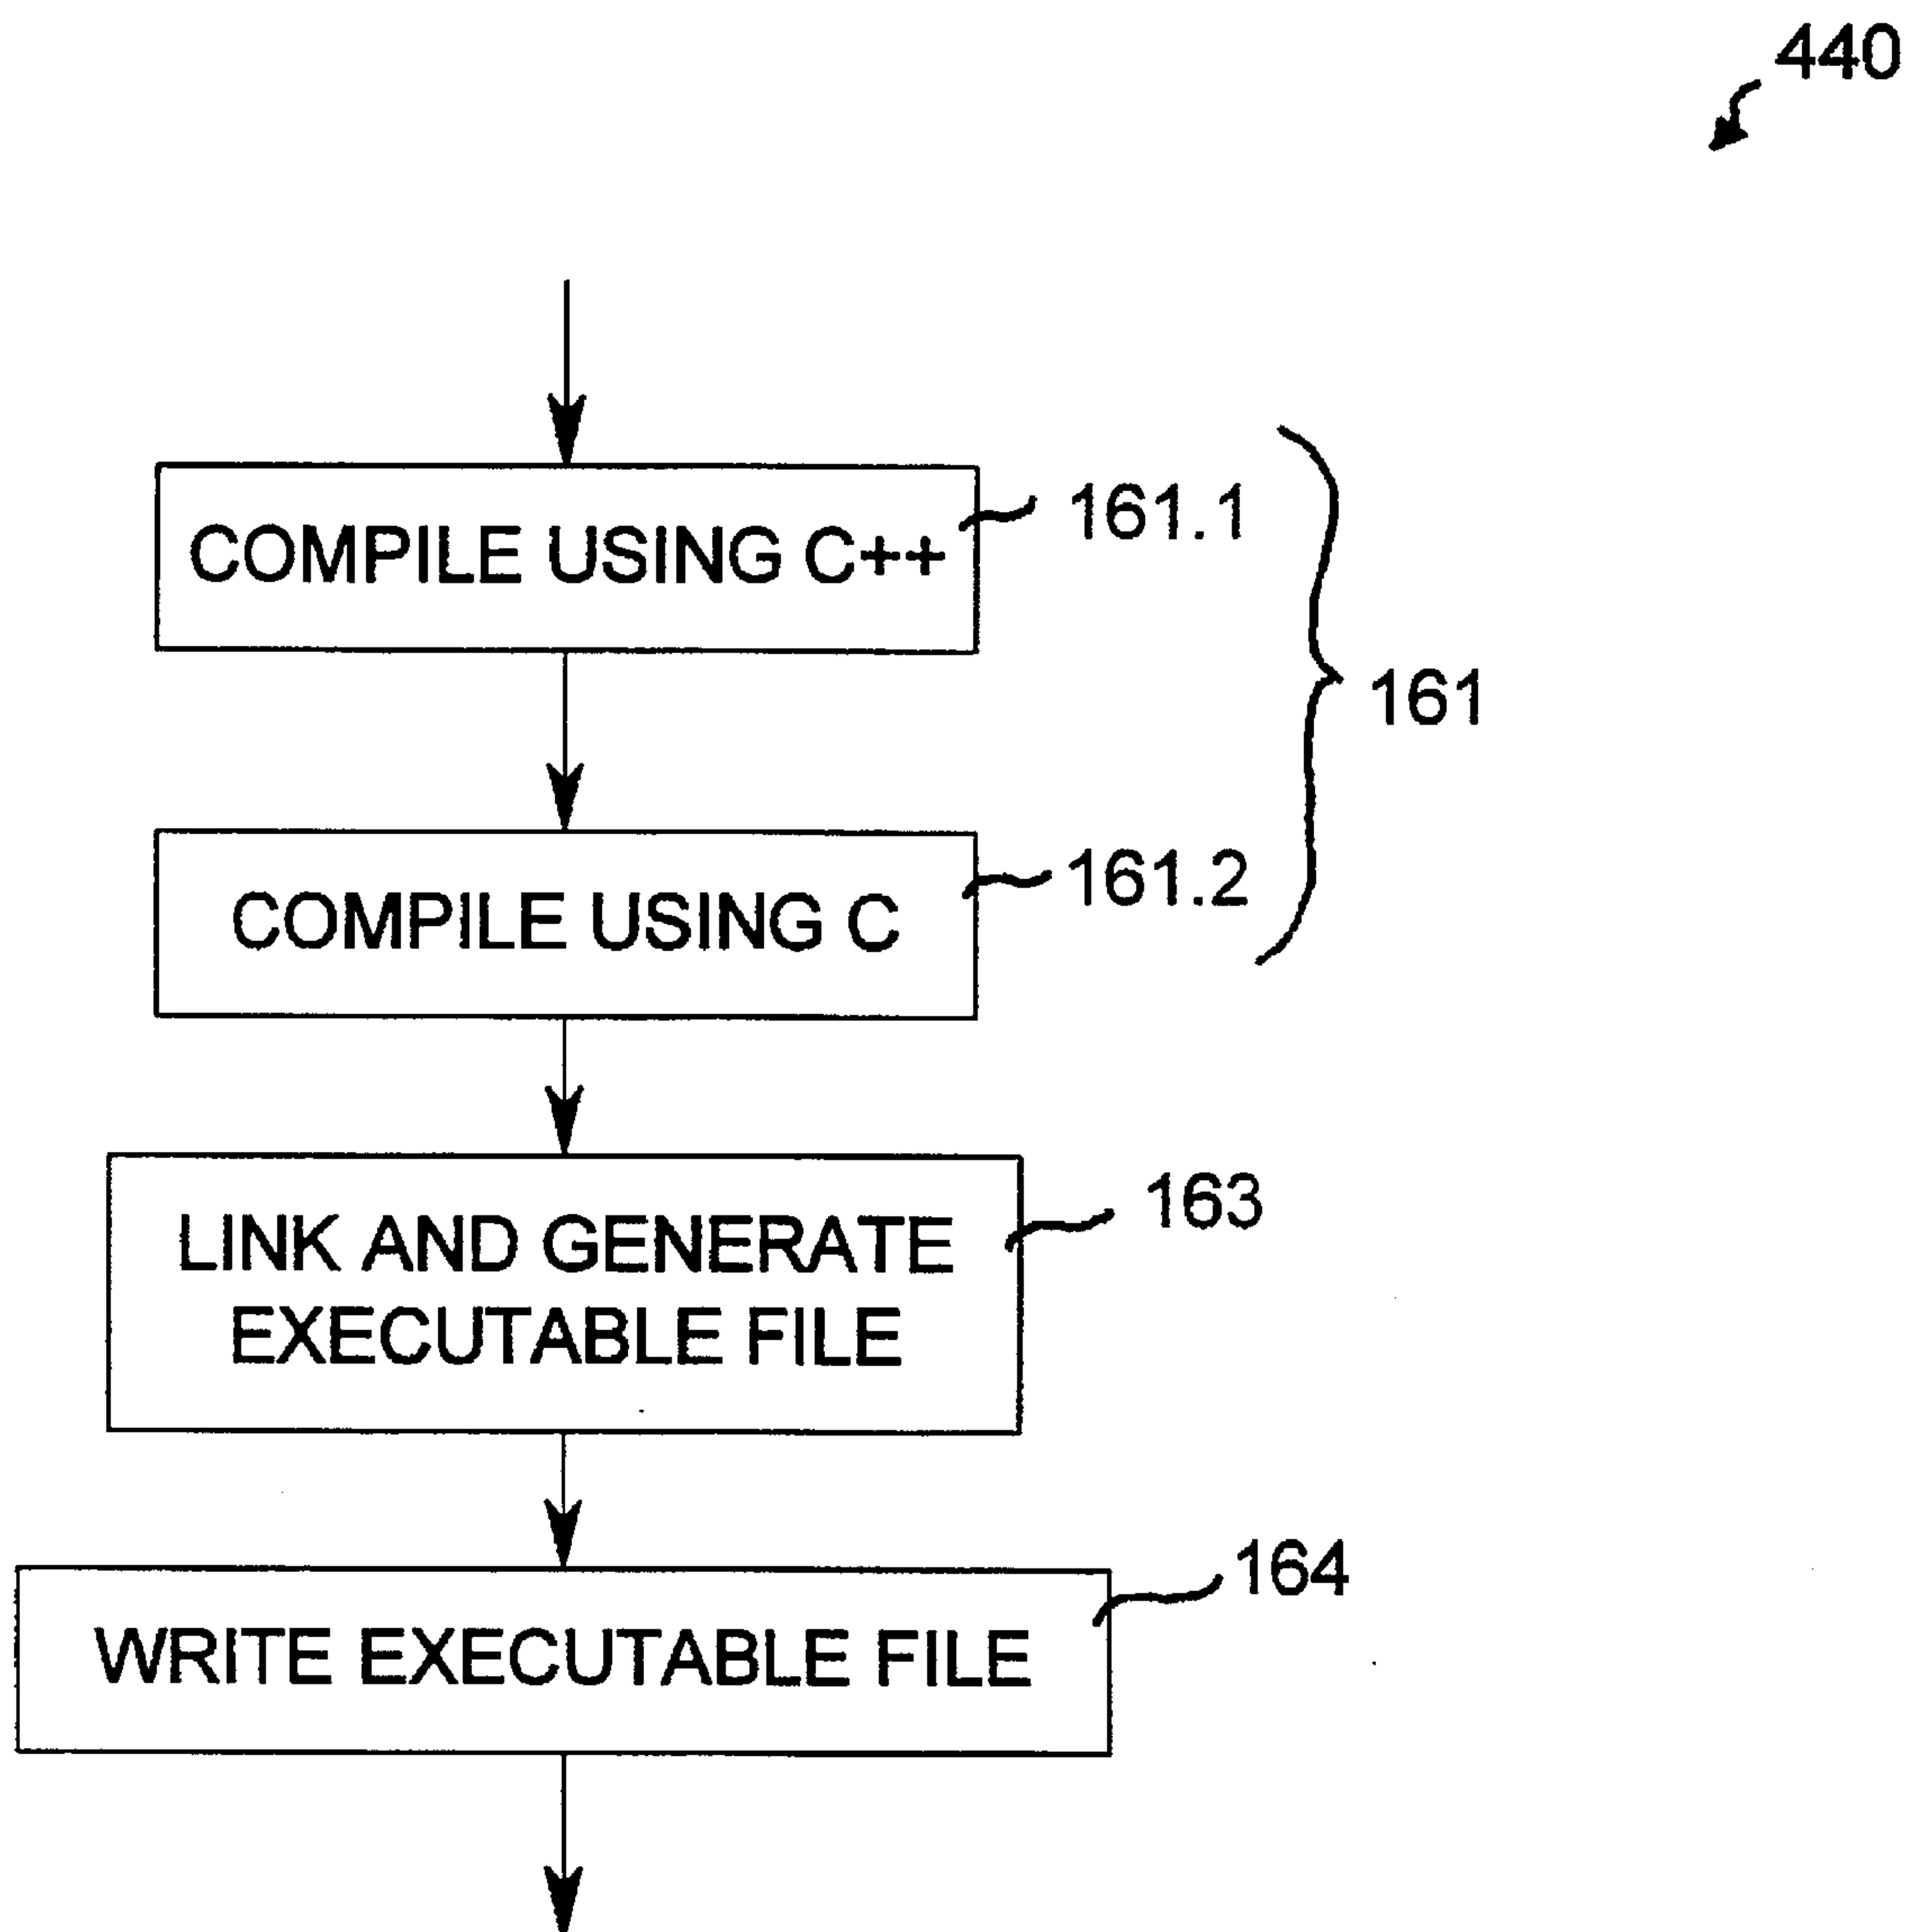 440
COMPILE USING C++
161.1
161
COMPILE USING C
161.2
LINK AND GENERATE
EXECUTABLE FILE
163
WRITE EXECUTABLE FILE
164